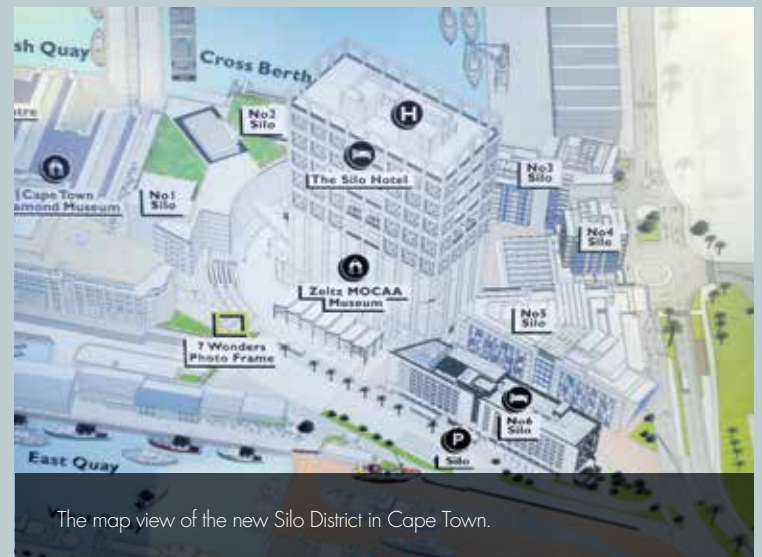 sh Quay
Cross Berth
H
No2
Silo
ntre
The Silo Hotel
No3
Silo
Cape Town
amond Museum
No1
Silo
No4
Silo
Zeitz MOCAA
Museum
No5
Silo
7 Wonders
Photo Frame
No6
Silo
P
Silo
East Quay
The map view of the new Silo District in Cape Town.